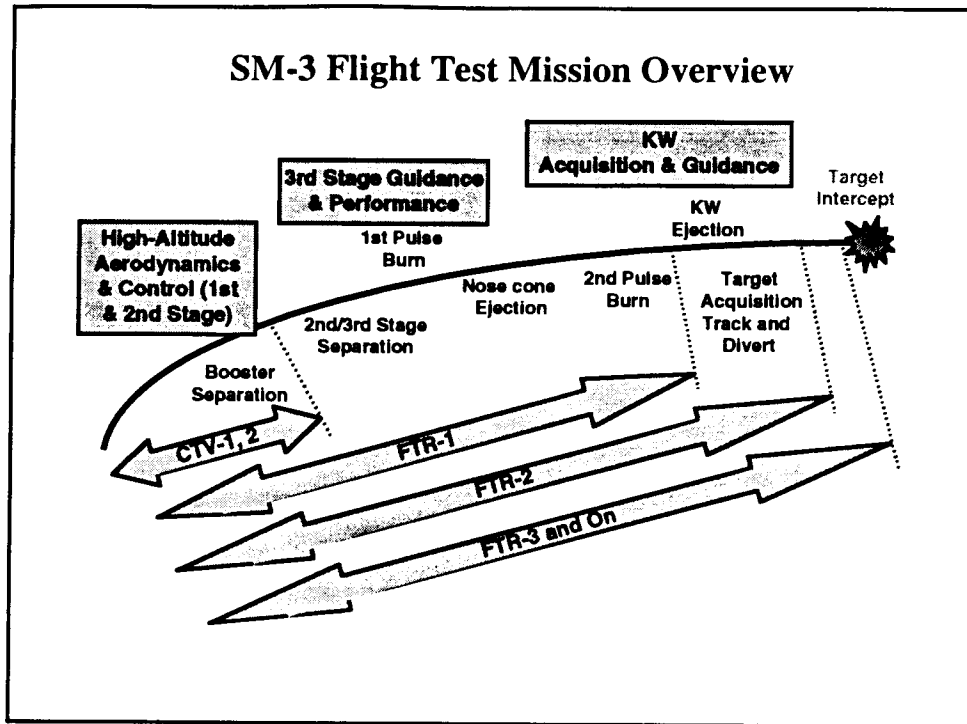 SM-3 Flight Test Mission Overview
KW
Acquisition & Guidance
3rd Stage Guidance
& Performance
Target
Intercept
High-Altitude
Aerodynamics
& Control (1st
& 2nd Stage)
1st Pulse
Burn
KW
Ejection
Nose cone
Ejection
2nd Pulse
Burn
Target
Acquisition
Track and
Divert
2nd/3rd Stage
Separation
Booster
Separation
CTV-1, 2
FTR-1
FTR-2
FTR-3 and On